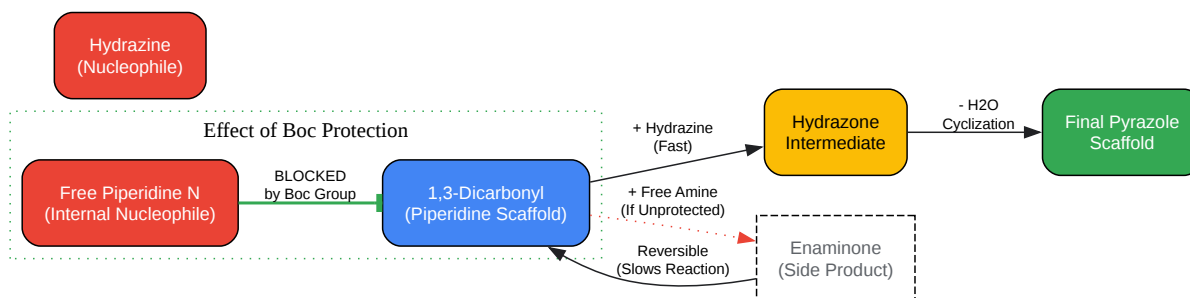 Hydrazine
(Nucleophile)
Effect of Boc Protection
Free Piperidine N
(Internal Nucleophile)
BLOCKED
by Boc Group
1,3-Dicarbonyl
(Piperidine Scaffold)
+ Hydrazine
(Fast)
+ Free Amine
(If Unprotected)
Reversible
(Slows Reaction)
Hydrazone
Intermediate
- H2O
Cyclization
Final Pyrazole
Scaffold
Enaminone
(Side Product)